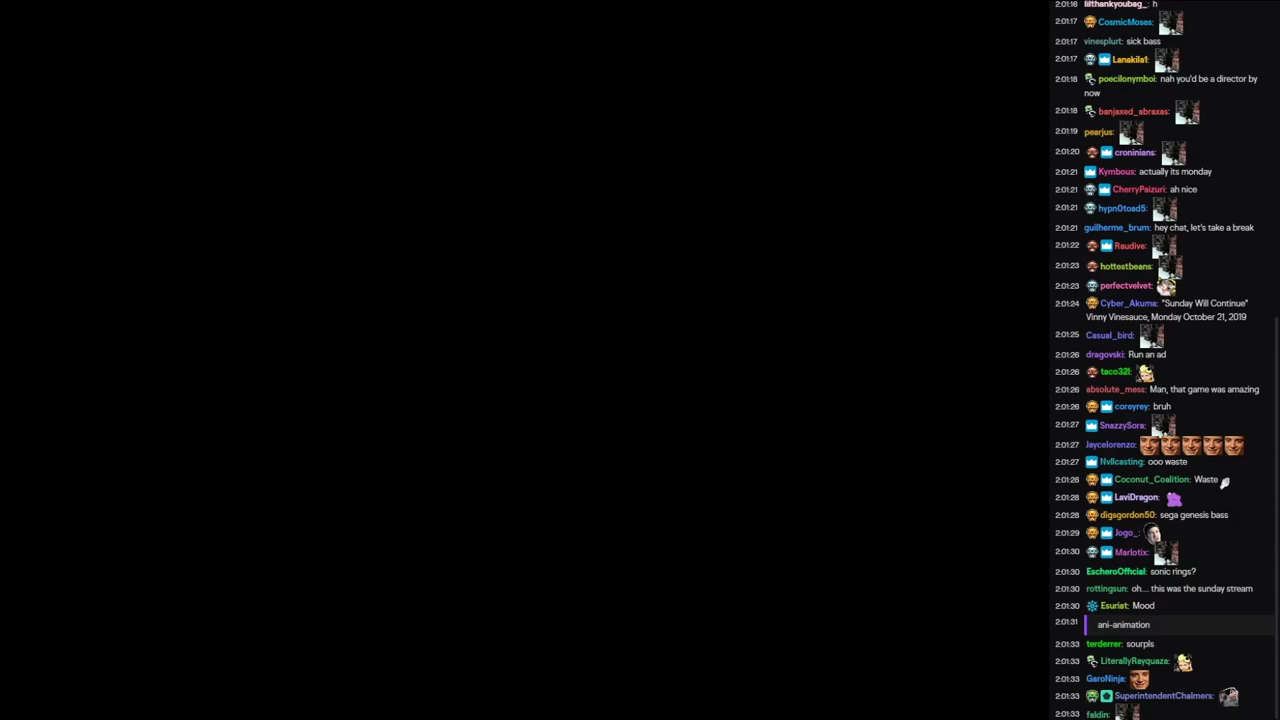 2:01:16 lilthankyoubag_: h
2:01:17 CosmicMoses:
2:01:17 vinesplurt: sick bass
2:01:17 Lanakila1:
2:01:18 poecilonymboi: nah you'd be a director by
now
2:01:18 banjaxed_abraxas:
2:01:19 pearjus:
2:01:20 croninians:
2:01:21 Kymbous: actually its monday
2:01:21 CherryPaizuri: ah nice
2:01:21 hypn0toad5:
2:01:21 guilherme_brum: hey chat, let's take a break
2:01:22 Raudive:
2:01:23 hottestbeans:
2:01:23 perfectvelvet:
2:01:24 Cyber_Akuma: "Sunday Will Continue"
Vinny Vinesauce, Monday October 21, 2019
2:01:25 Casual_bird:
2:01:26 dragovski: Run an ad
2:01:26 taco32l:
2:01:26 absolute_mess: Man, that game was amazing
2:01:26 coreyrey: bruh
2:01:27 SnazzySora:
2:01:27 Jaycelorenzo:
2:01:27 Nvllcasting: ooo waste
2:01:28 Coconut_Coalition: Waste
2:01:28 LaviDragon:
2:01:28 digsgordon50: sega genesis bass
2:01:29 Jogo_:
2:01:30 Marlotix:
2:01:30 EscheroOfficial: sonic rings?
2:01:30 rottingsun: oh.... this was the sunday stream
2:01:30 Esuriat: Mood
2:01:31 ani-animation
2:01:33 terderrer: sourpls
2:01:33 LiterallyRayquaza:
2:01:33 GaroNinja:
2:01:33 SuperintendentChalmers:
2:01:33 faldin: